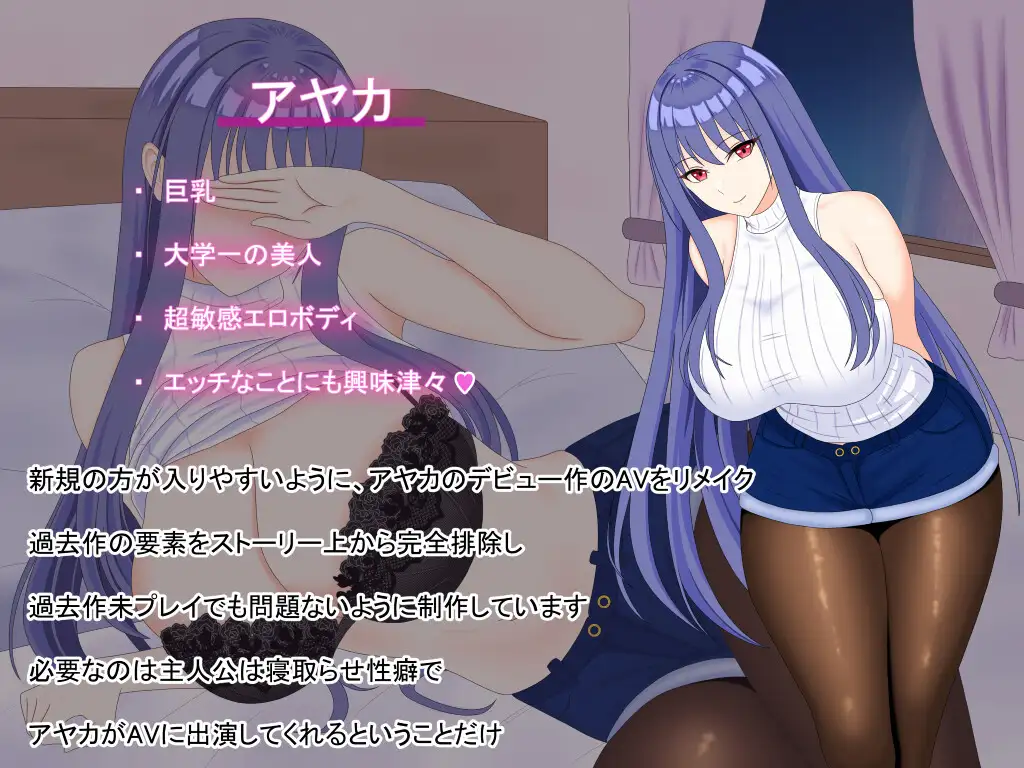 アヤカ
・ 巨乳
・ 大学一の美人
・ 超敏感エロボディ
・ エッチなことにも興味津々♥
新規の方が入りやすいように、アヤカのデビュー作のAVをリメイク
過去作の要素をストーリー上から完全排除し
過去作未プレイでも問題ないように制作しています
必要なのは主人公は寝取らせ性癖で
アヤカがAVに出演してくれるということだけ